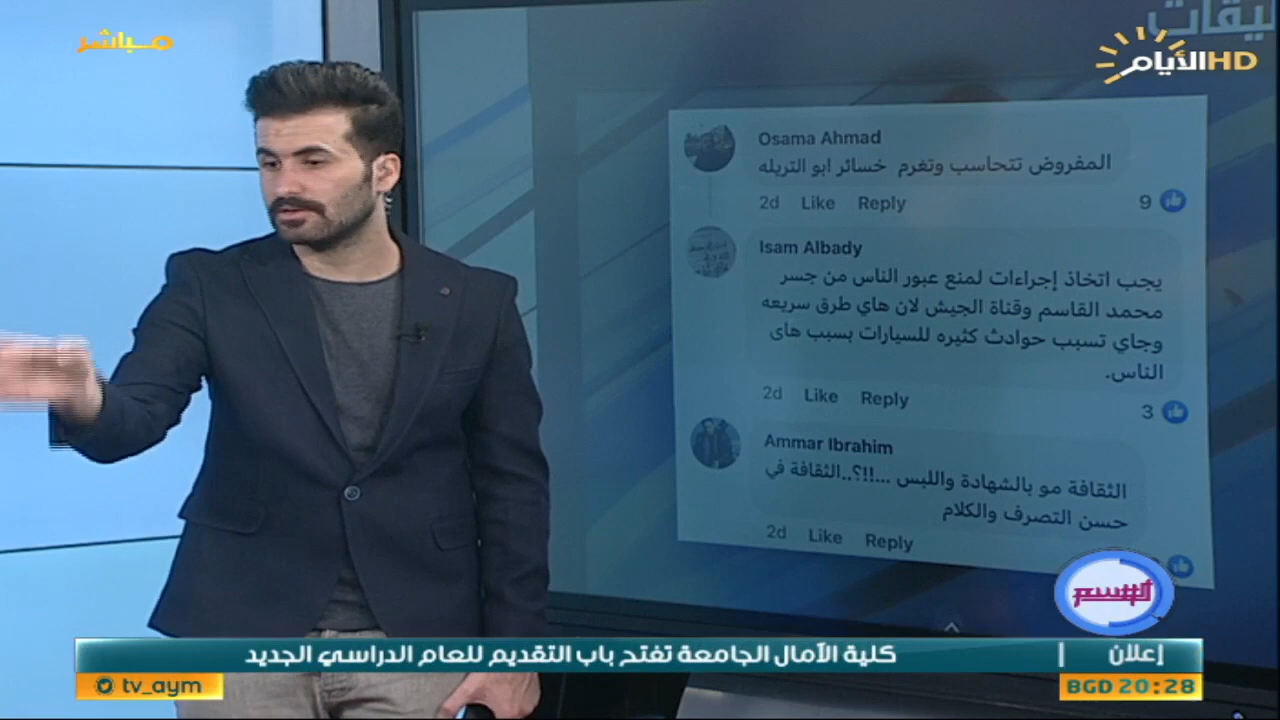 مباشر
ليقات
الأيام HD
Osama Ahmad
المفروض تتحاسب وتغرم خسائر ابو التريله
2d Like Reply
9
Isam Albady
يجب اتخاذ إجراءات لمنع عبور الناس من جسر
محمد القاسم وقناة الجيش لان هاي طرق سريعه
وجاي تسبب حوادث كثيره للسيارات بسبب هاى
الناس.
2d Like Reply
3
Ammar Ibrahim
الثقافة مو بالشهادة واللبس ...!!؟..الثقافة في
حسن التصرف والكلام
2d Like Reply
إعلان | كلية الأمال الجامعة تفتح باب التقديم للعام الدراسي الجديد
tv_aym
BGD 20:28